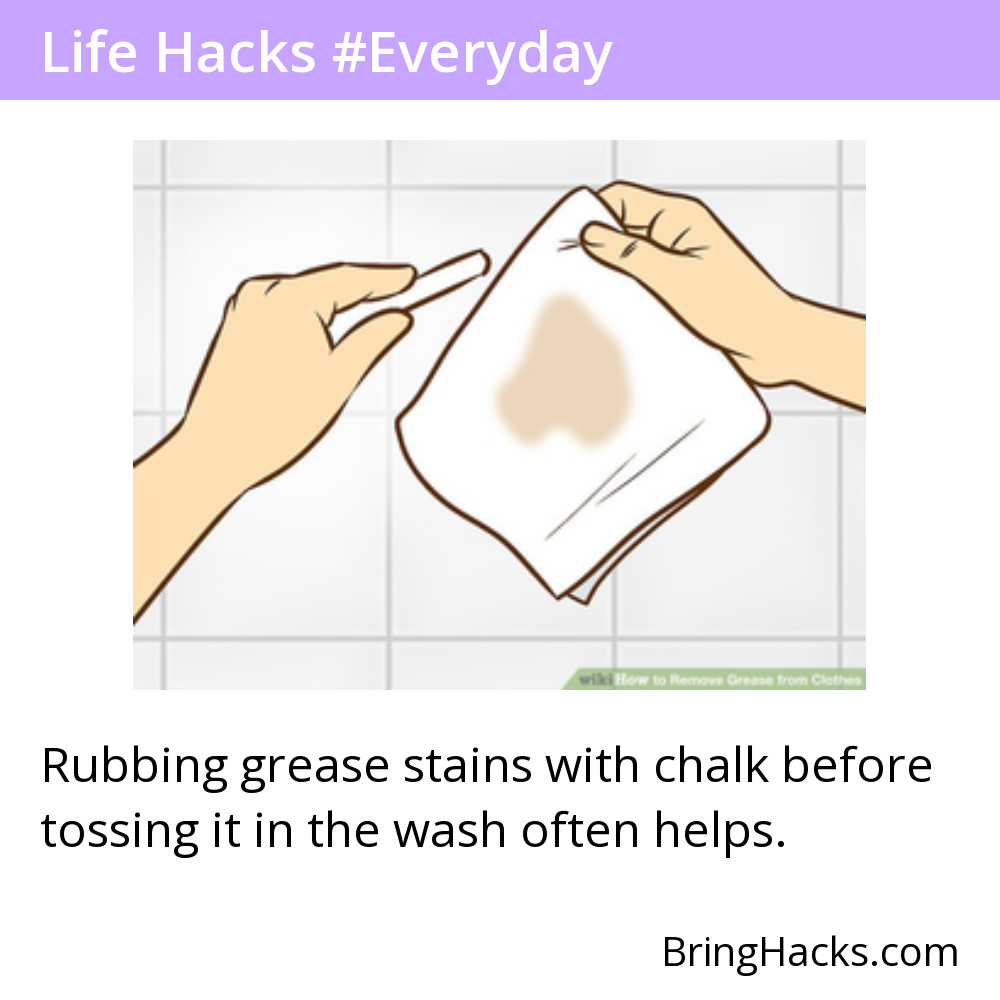 Life Hacks #Everyday
wikiHow to Remove Grease from Clothes
Rubbing grease stains with chalk before
tossing it in the wash often helps.
BringHacks.com